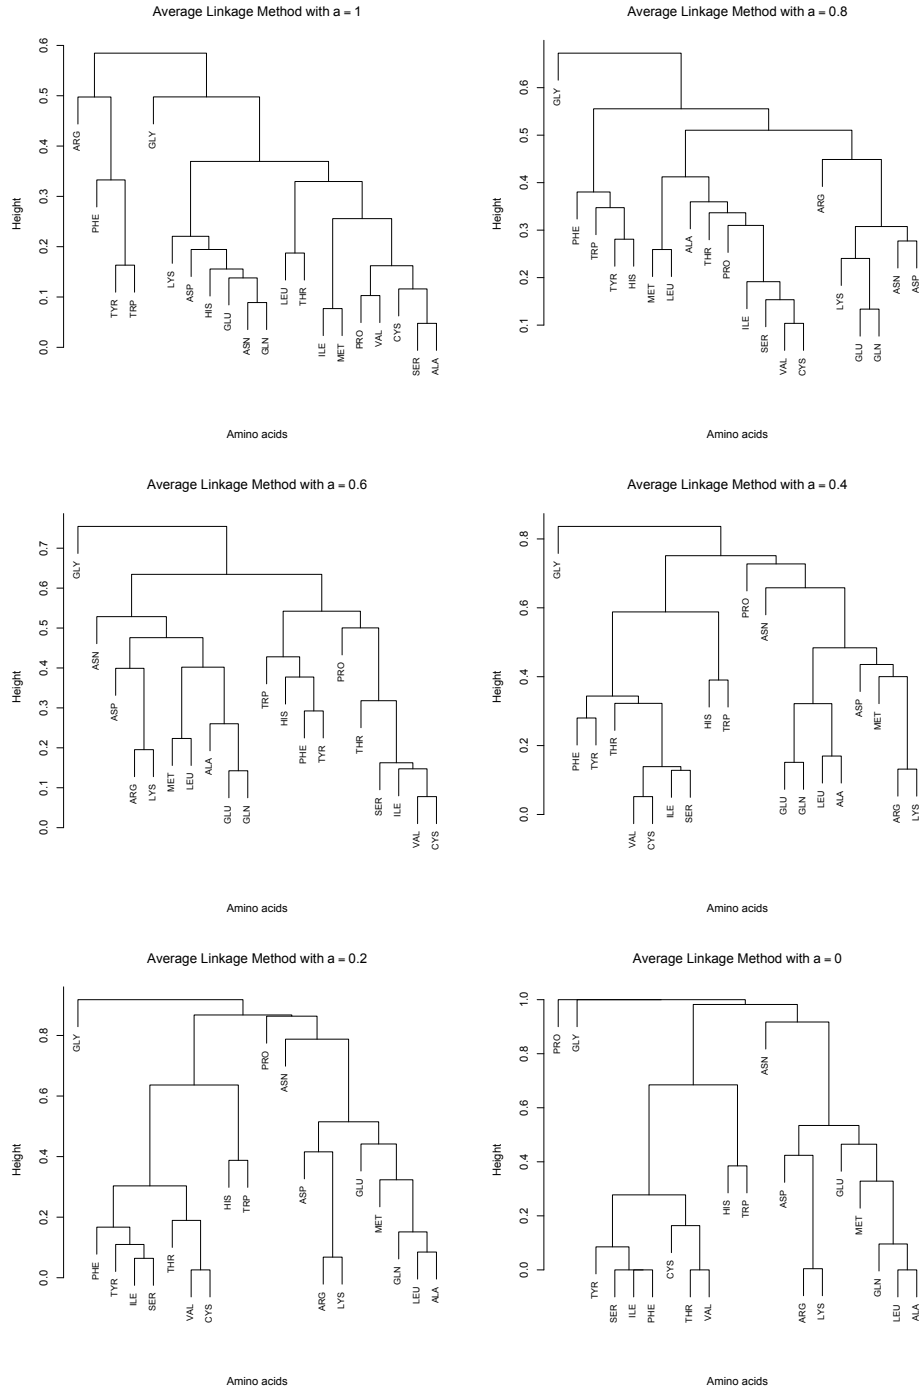 Average Linkage Method with a = 1
Height
0.0 0.1 0.2 0.3 0.4 0.5 0.6
ARG
PHE
TYR
TRP
GLY
LYS
ASP
HIS
GLU
ASN
GLN
LEU
THR
ILE
MET
PRO
VAL
CYS
SER
ALA
Amino acids
Average Linkage Method with a = 0.8
Height
0.1 0.2 0.3 0.4 0.5 0.6
GLY
PHE
TRP
TYR
HIS
MET
LEU
ALA
THR
PRO
ILE
SER
VAL
CYS
ARG
LYS
GLU
GLN
ASN
ASP
Amino acids
Average Linkage Method with a = 0.6
Height
0.0 0.1 0.2 0.3 0.4 0.5 0.6 0.7
GLY
ASN
ASP
ARG
LYS
MET
LEU
ALA
GLU
GLN
TRP
HIS
PHE
TYR
PRO
THR
SER
ILE
VAL
CYS
Amino acids
Average Linkage Method with a = 0.4
Height
0.0 0.2 0.4 0.6 0.8
GLY
PHE
TYR
THR
VAL
CYS
ILE
SER
HIS
TRP
PRO
ASN
GLU
GLN
LEU
ALA
ASP
MET
ARG
LYS
Amino acids
Average Linkage Method with a = 0.2
Height
0.0 0.2 0.4 0.6 0.8
GLY
PHE
TYR
ILE
SER
THR
VAL
CYS
HIS
TRP
PRO
ASN
ASP
ARG
LYS
GLU
MET
GLN
LEU
ALA
Amino acids
Average Linkage Method with a = 0
Height
0.0 0.2 0.4 0.6 0.8 1.0
PRO
GLY
TYR
SER
ILE
PHE
CYS
THR
VAL
HIS
TRP
ASN
ASP
ARG
LYS
GLU
MET
GLN
LEU
ALA
Amino acids